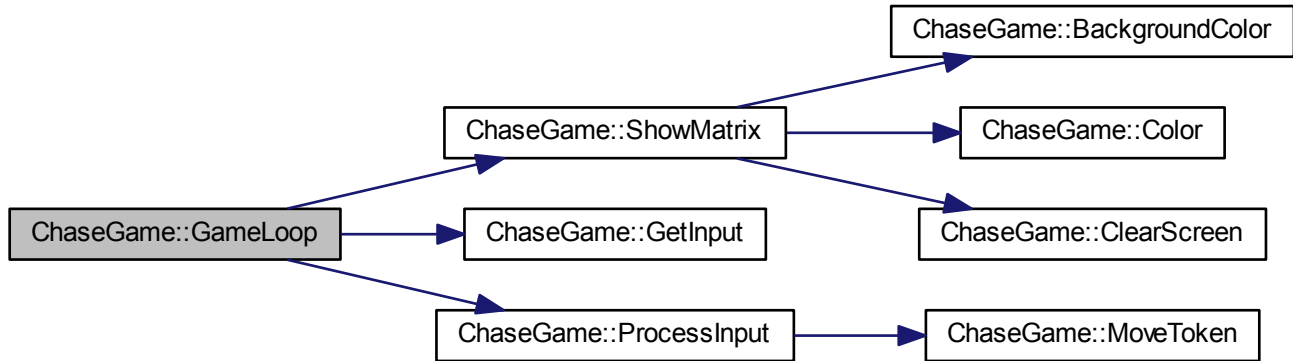 ChaseGame::BackgroundColor
ChaseGame::ShowMatrix
ChaseGame::Color
ChaseGame::GameLoop
ChaseGame::GetInput
ChaseGame::ClearScreen
ChaseGame::ProcessInput
ChaseGame::MoveToken